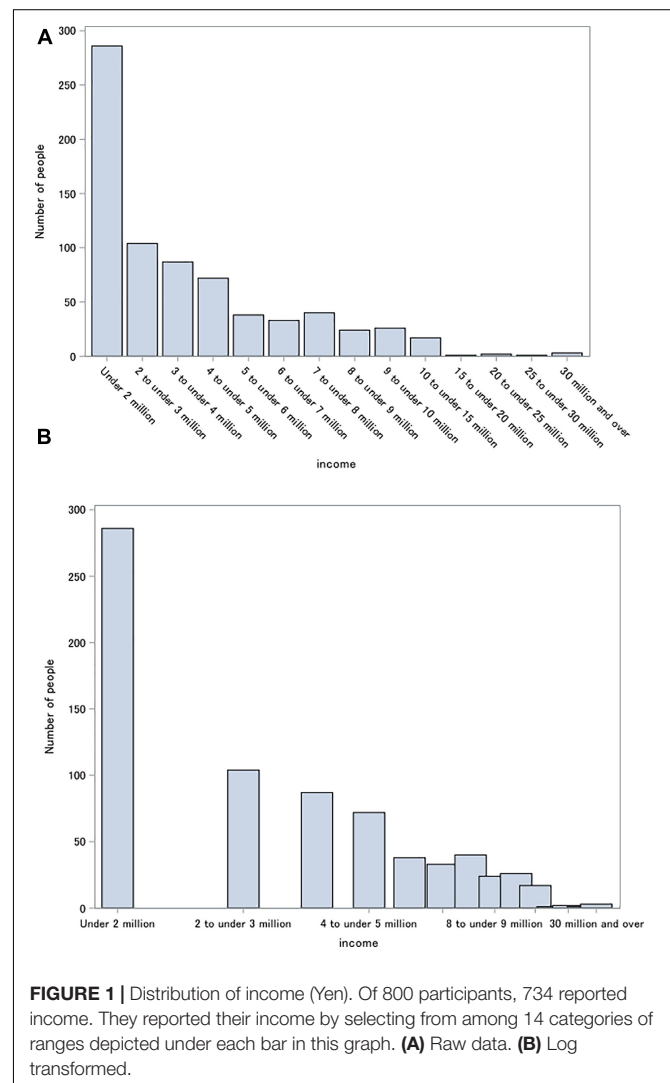 A
300
250
200
150
100
50
0
Number of people
Under 2 million
2 to under 3 million
3 to under 4 million
4 to under 5 million
5 to under 6 million
6 to under 7 million
7 to under 8 million
8 to under 9 million
9 to under 10 million
10 to under 15 million
15 to under 20 million
20 to under 25 million
25 to under 30 million
30 million and over
income
B
300
250
200
150
100
50
0
Number of people
Under 2 million
2 to under 3 million
4 to under 5 million
8 to under 9 million
30 million and over
income
FIGURE 1 | Distribution of income (Yen). Of 800 participants, 734 reported
income. They reported their income by selecting from among 14 categories of
ranges depicted under each bar in this graph. (A) Raw data. (B) Log
transformed.